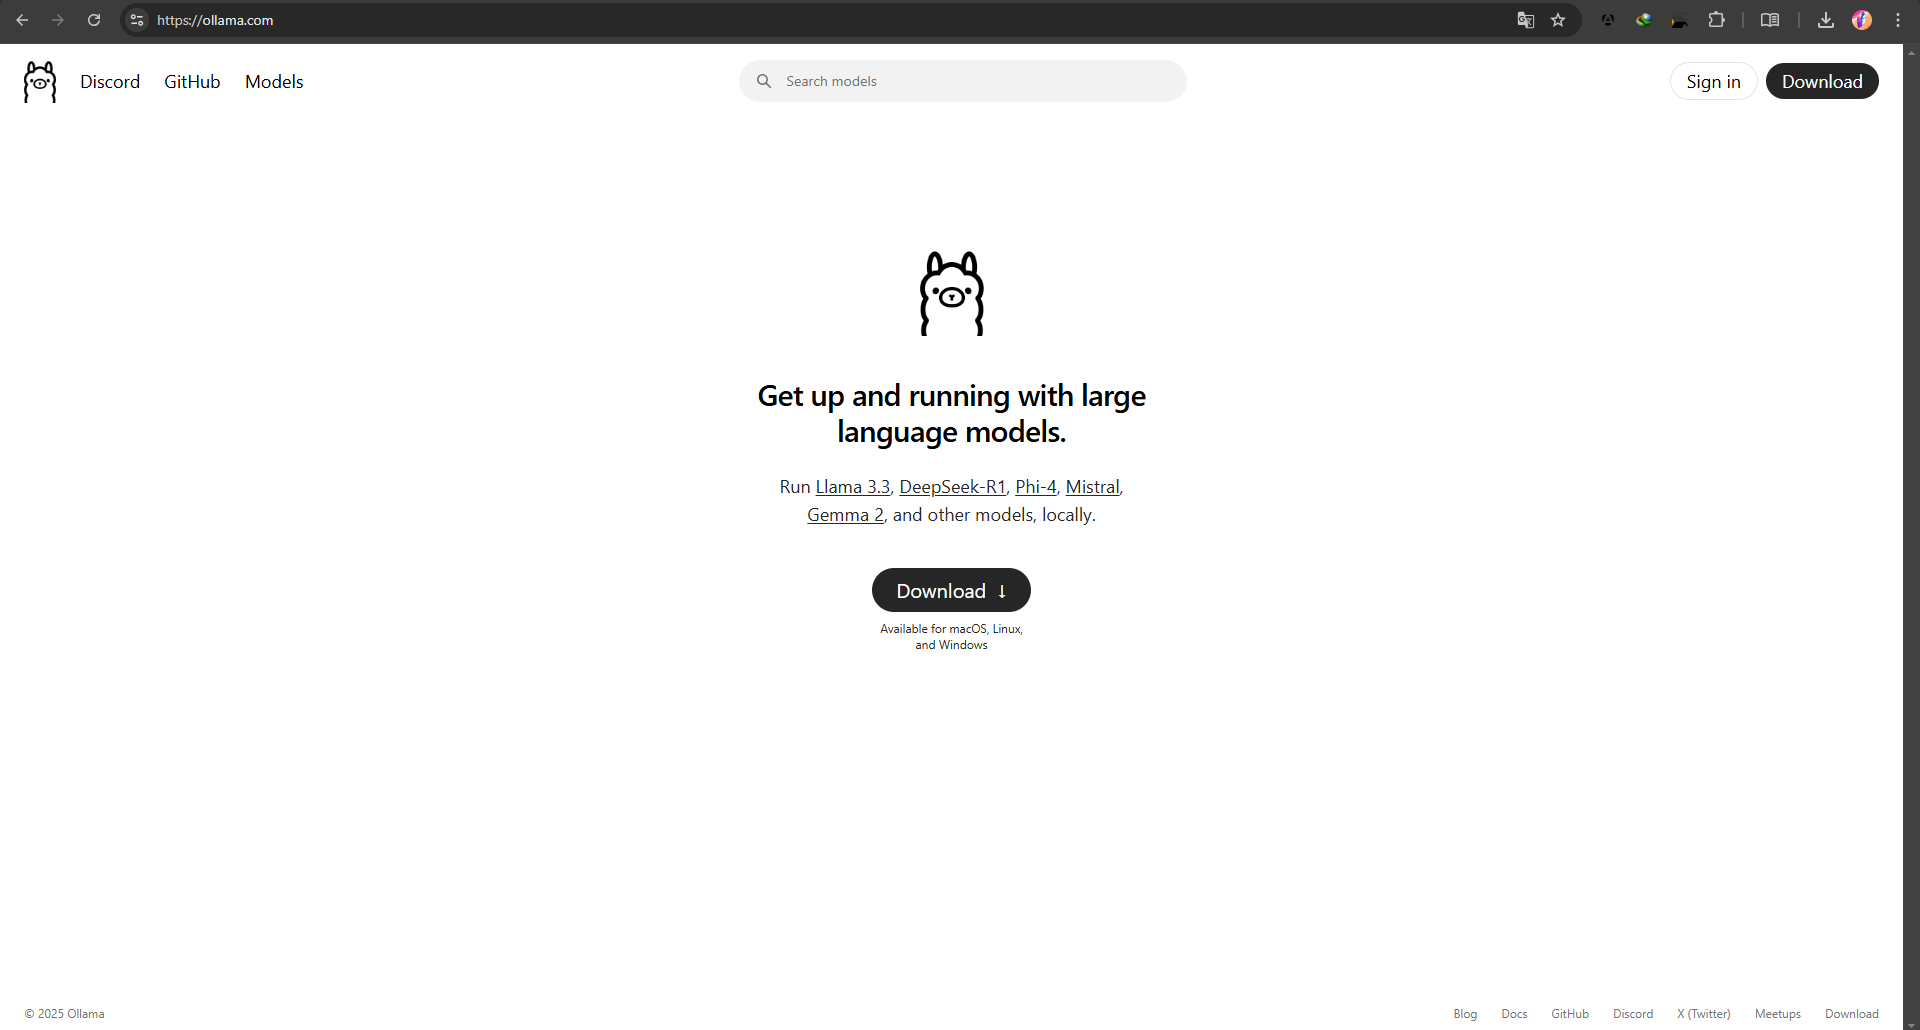 https://ollama.com
Discord GitHub Models
Search models
Sign in Download
Get up and running with large
language models.
Run Llama 3.3, DeepSeek-R1, Phi-4, Mistral,
Gemma 2, and other models, locally.
Download ↓
Available for macOS, Linux,
and Windows
© 2025 Ollama
Blog Docs GitHub Discord X (Twitter) Meetups Download